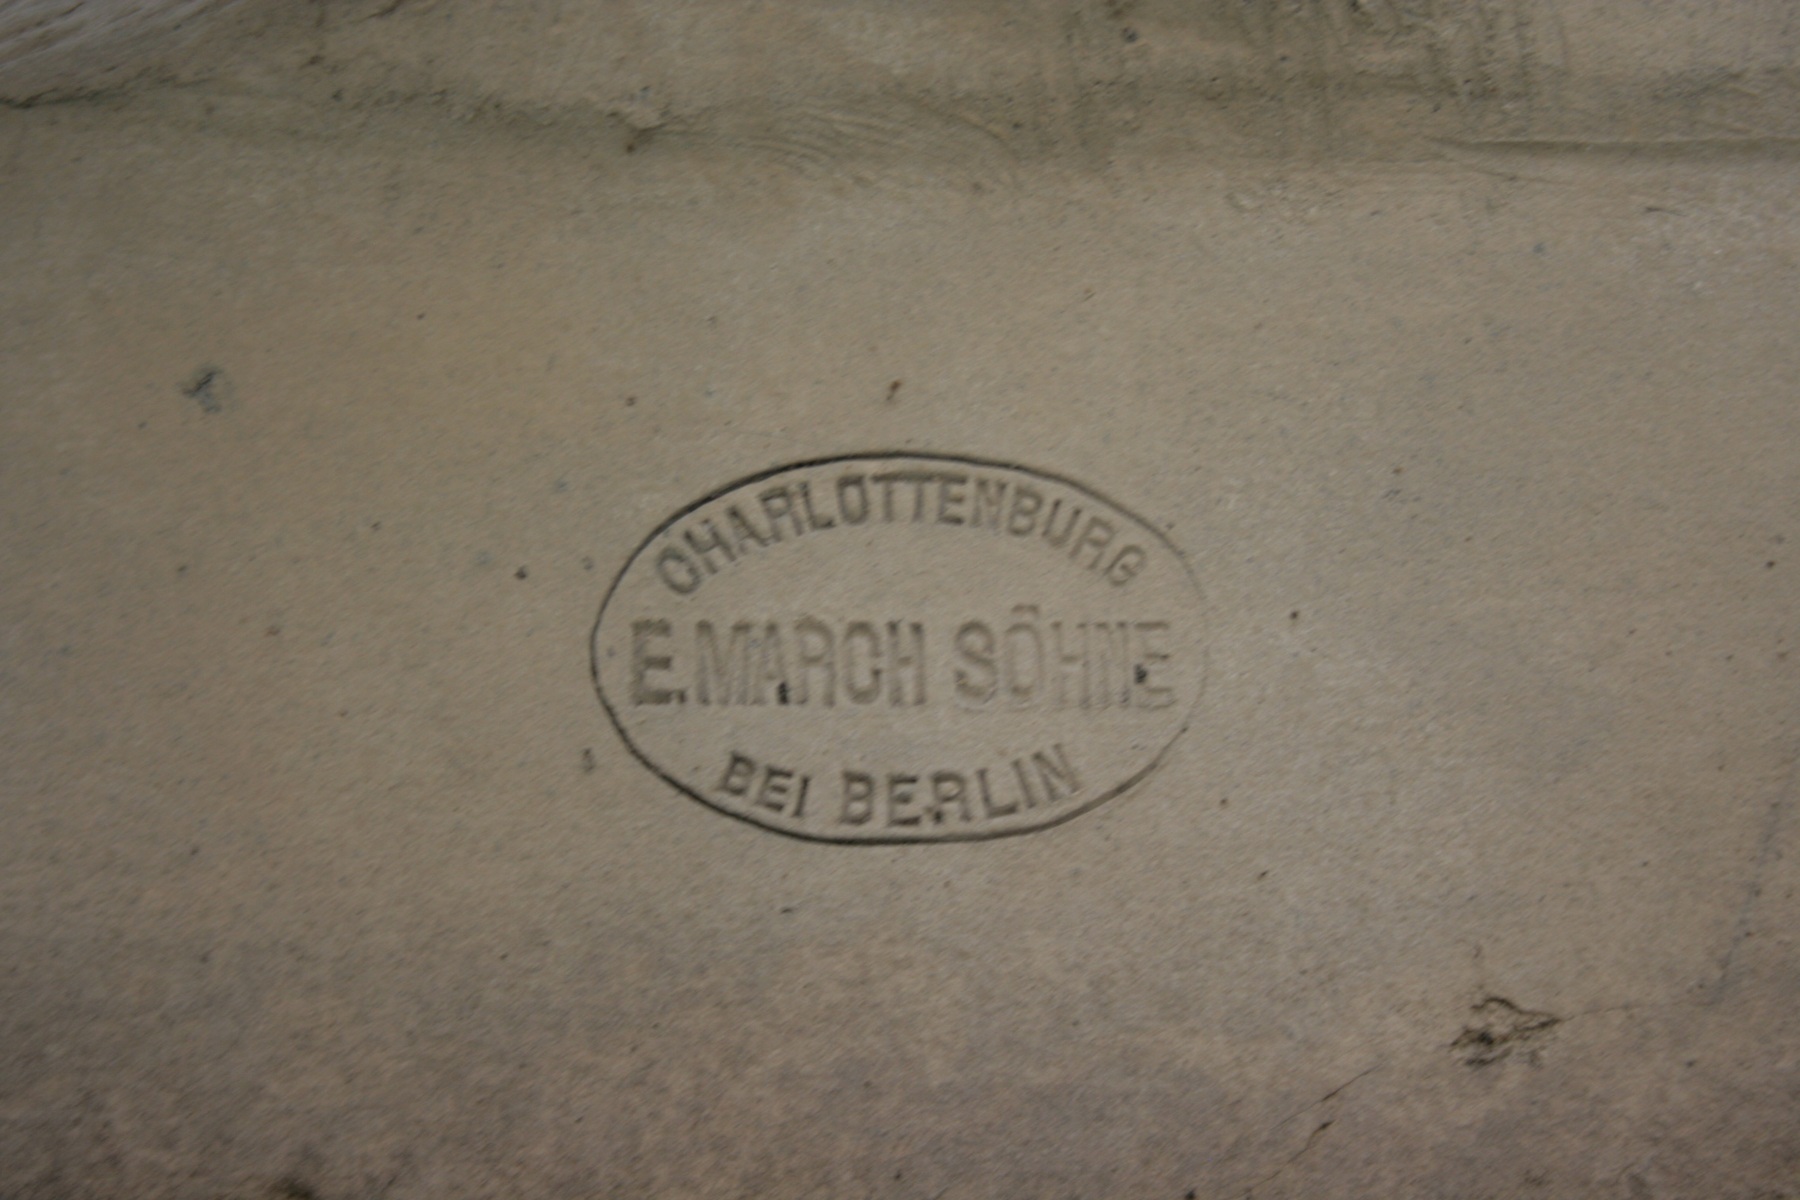 CHARLOTTENBURG
E. MARCH SÖHNE
BEI BERLIN